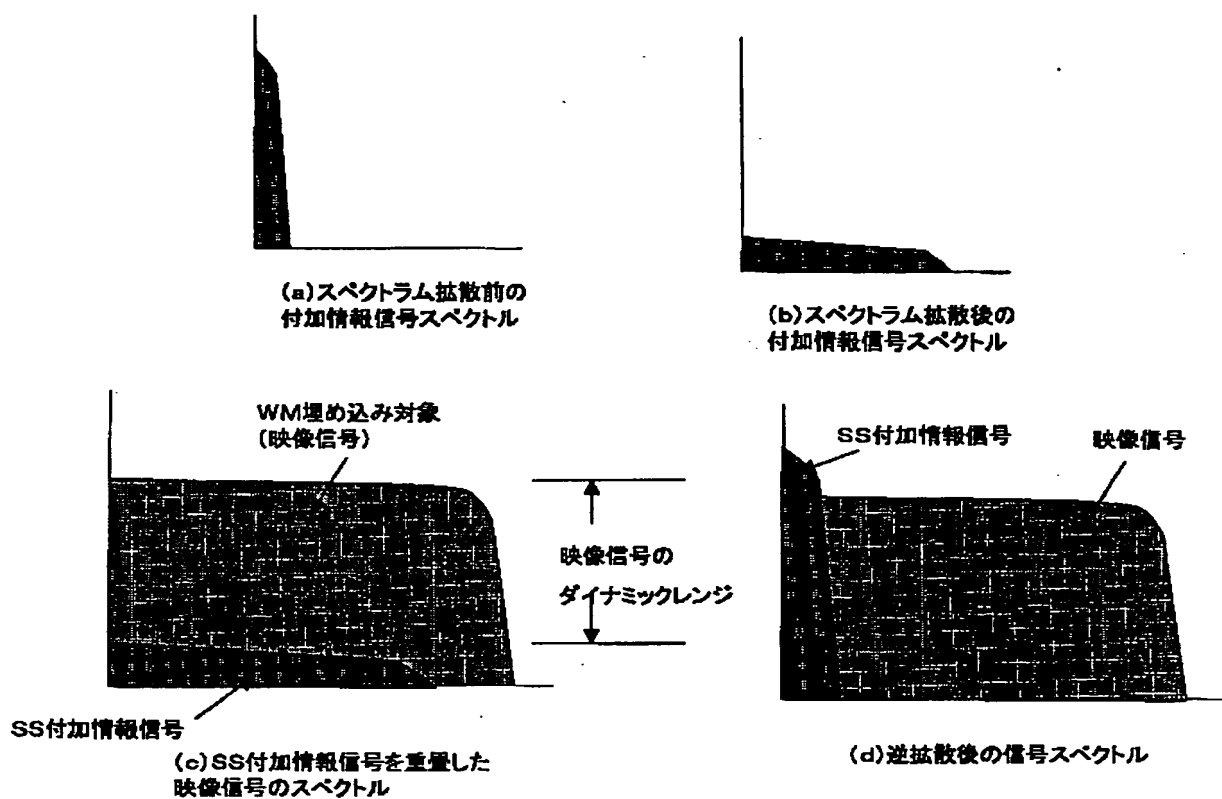 (a)スペクトラム拡散前の
付加情報信号スペクトル
(b)スペクトラム拡散後の
付加情報信号スペクトル
WM埋め込み対象
(映像信号)
映像信号の
ダイナミックレンジ
SS付加情報信号
(c)SS付加情報信号を重畳した
映像信号のスペクトル
SS付加情報信号
映像信号
(d)逆拡散後の信号スペクトル